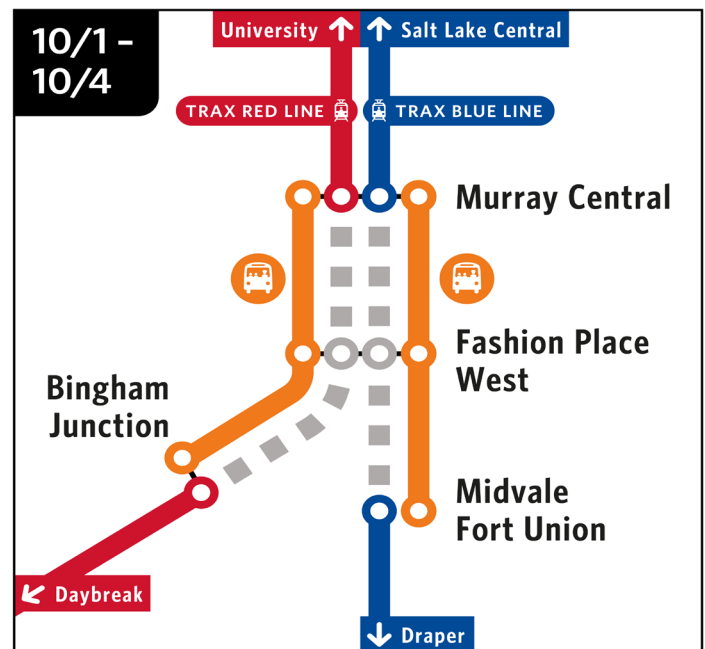 10/1 –
10/4
University
Salt Lake Central
TRAX RED LINE
TRAX BLUE LINE
Murray Central
Fashion Place
West
Bingham
Junction
Midvale
Fort Union
Daybreak
Draper